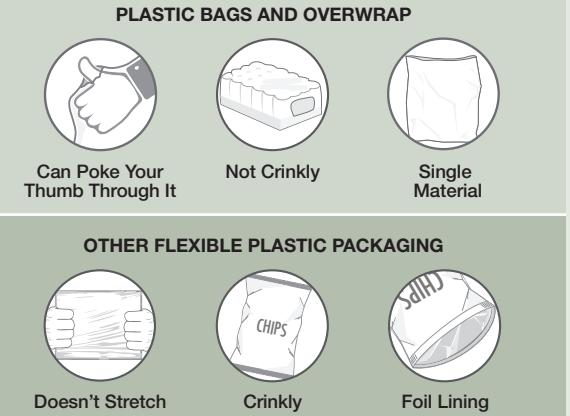 PLASTIC BAGS AND OVERWRAP
Can Poke Your
Thumb Through It
Not Crinkly
Single
Material
OTHER FLEXIBLE PLASTIC PACKAGING
CHIPS
CHIPS
Doesn't Stretch
Crinkly
Foil Lining